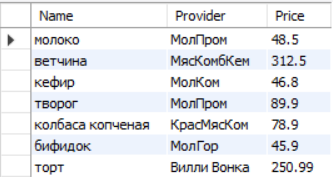 Name Provider Price
молоко МолПром 48.5
ветчина МясКомбКем 312.5
кефир МолКом 46.8
творог МолПром 89.9
колбаса копченая КрасМясКом 78.9
бифидок МолГор 45.9
торт Вилли Вонка 250.99